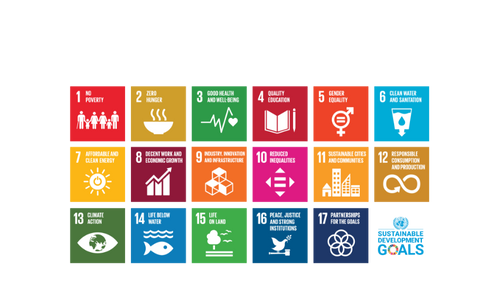 1 NO
POVERTY
2 ZERO
HUNGER
3 GOOD HEALTH
AND WELL-BEING
4 QUALITY
EDUCATION
5 GENDER
EQUALITY
6 CLEAN WATER
AND SANITATION
7 AFFORDABLE AND
CLEAN ENERGY
8 DECENT WORK AND
ECONOMIC GROWTH
9 INDUSTRY, INNOVATION
AND INFRASTRUCTURE
10 REDUCED
INEQUALITIES
11 SUSTAINABLE CITIES
AND COMMUNITIES
12 RESPONSIBLE
CONSUMPTION
AND PRODUCTION
13 CLIMATE
ACTION
14 LIFE BELOW
WATER
15 LIFE
ON LAND
16 PEACE, JUSTICE
AND STRONG
INSTITUTIONS
17 PARTNERSHIPS
FOR THE GOALS
SUSTAINABLE
DEVELOPMENT
GOALS